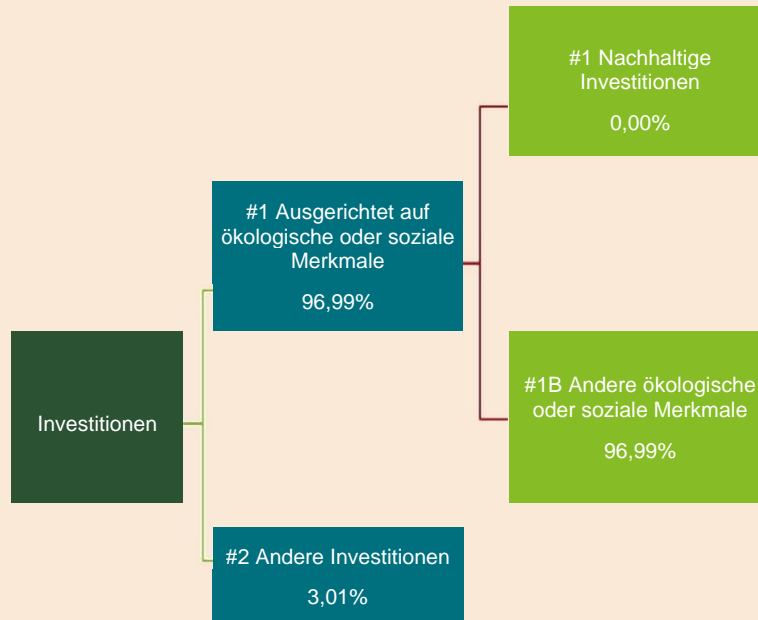 Investitionen
#1 Ausgerichtet auf
ökologische oder soziale
Merkmale
96,99%
#2 Andere Investitionen
3,01%
#1 Nachhaltige
Investitionen
0,00%
#1B Andere ökologische
oder soziale Merkmale
96,99%